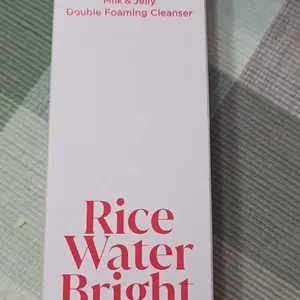 Milk & Jelly
Double Foaming Cleanser
Rice
Water
Bright